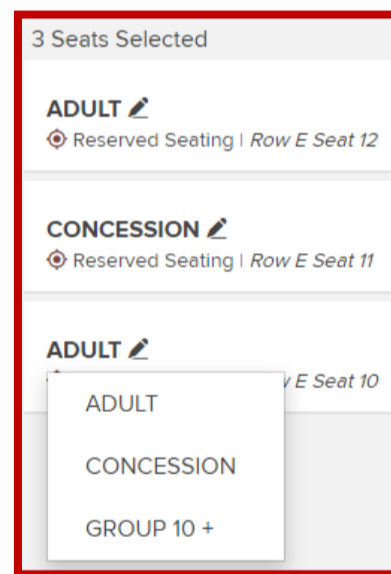 3 Seats Selected
ADULT
Reserved Seating | Row E Seat 12
CONCESSION
Reserved Seating | Row E Seat 11
ADULT
E Seat 10
ADULT
CONCESSION
GROUP 10 +